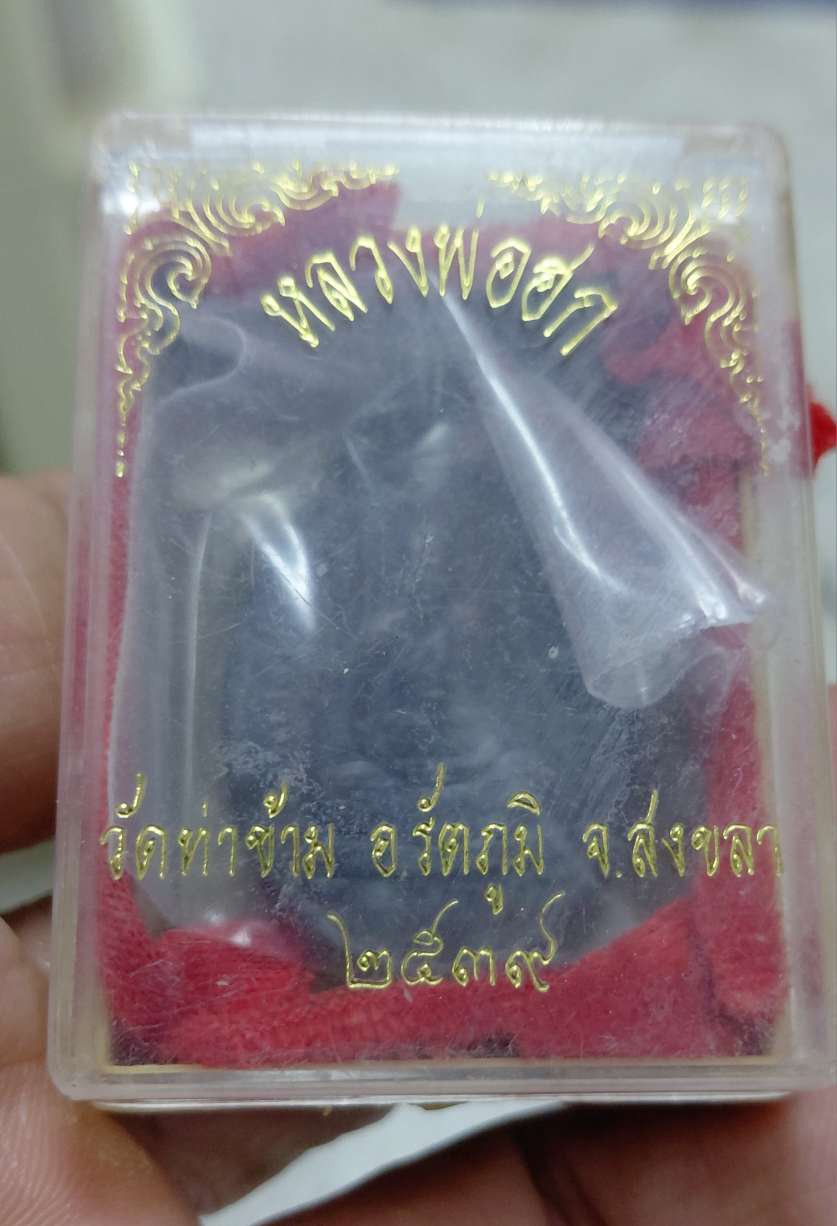 หลวงพ่อฮก
วัดท่าข้าม อ.รัตภูมิ จ.สงขลา
๒๕๓๙